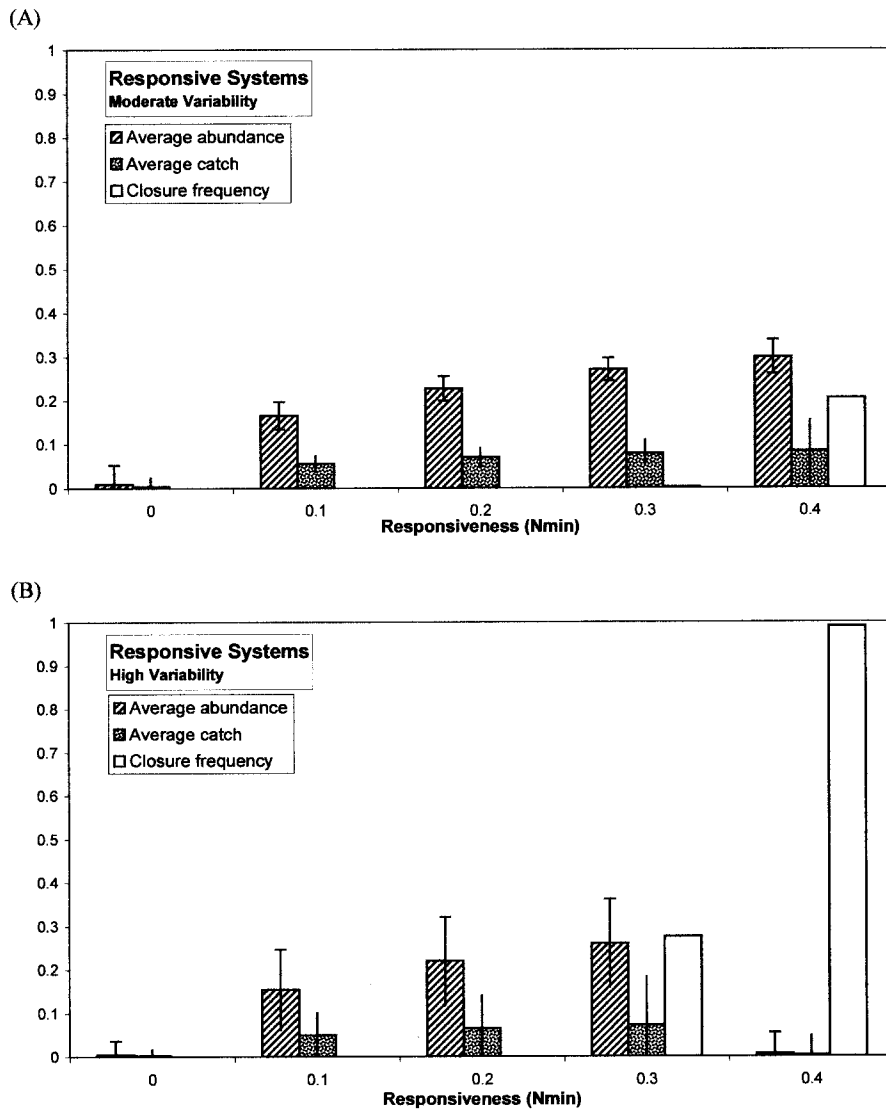 (A)
1
0.9
0.8
0.7
0.6
0.5
0.4
0.3
0.2
0.1
0
Responsive Systems
Moderate Variability
Average abundance
Average catch
Closure frequency
0 0.1 0.2 0.3 0.4
Responsiveness (Nmin)
(B)
1
0.9
0.8
0.7
0.6
0.5
0.4
0.3
0.2
0.1
0
Responsive Systems
High Variability
Average abundance
Average catch
Closure frequency
0 0.1 0.2 0.3 0.4
Responsiveness (Nmin)